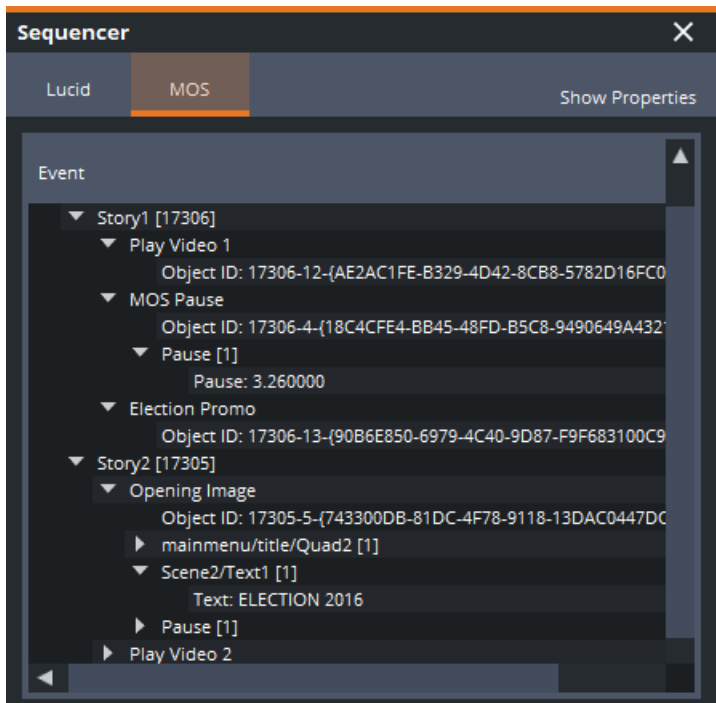 Sequencer
Lucid MOS Show Properties
Event
Story1 [17306]
Play Video 1
Object ID: 17306-12-{AE2AC1FE-B329-4D42-8CB8-5782D16FC0
MOS Pause
Object ID: 17306-4-{18C4CFE4-BB45-48FD-B5C8-9490649A432
Pause [1]
Pause: 3.260000
Election Promo
Object ID: 17306-13-{90B6E850-6979-4C40-9D87-F9F683100C9
Story2 [17305]
Opening Image
Object ID: 17305-5-{743300DB-81DC-4F78-9118-13DAC0447DC
mainmenu/title/Quad2 [1]
Scene2/Text1 [1]
Text: ELECTION 2016
Pause [1]
Play Video 2